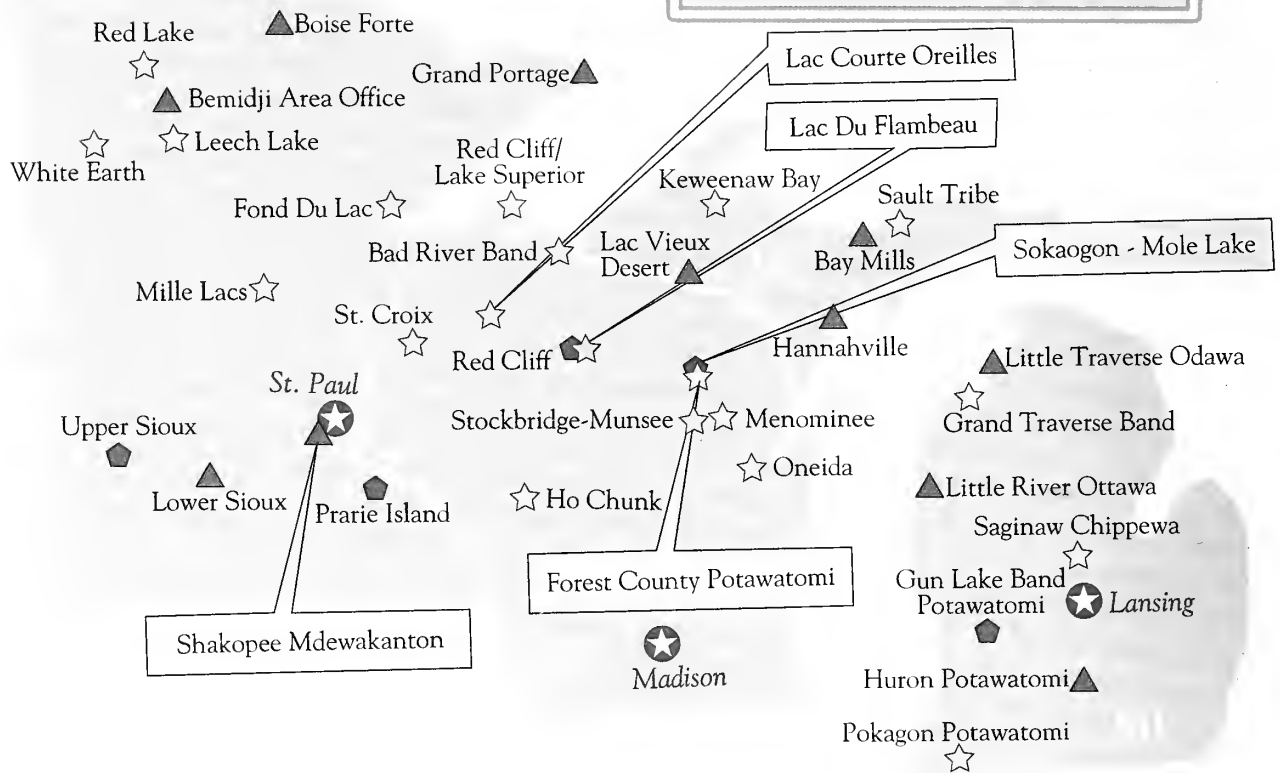 Red Lake
Boise Forte
Grand Portage
Lac Courte Oreilles
Bemidji Area Office
Lac Du Flambeau
Leech Lake
White Earth
Red Cliff/
Lake Superior
Keweenaw Bay
Sault Tribe
Fond Du Lac
Bad River Band
Lac Vieux
Desert
Bay Mills
Sokaogon - Mole Lake
Mille Lacs
St. Croix
Red Cliff
Hannahville
Little Traverse Odawa
St. Paul
Grand Traverse Band
Upper Sioux
Stockbridge-Munsee
Menominee
Oneida
Lower Sioux
Prarie Island
Ho Chunk
Little River Ottawa
Saginaw Chippewa
Forest County Potawatomi
Gun Lake Band
Potawatomi
Lansing
Shakopee Mdewakanton
Madison
Huron Potawatomi
Pokagon Potawatomi